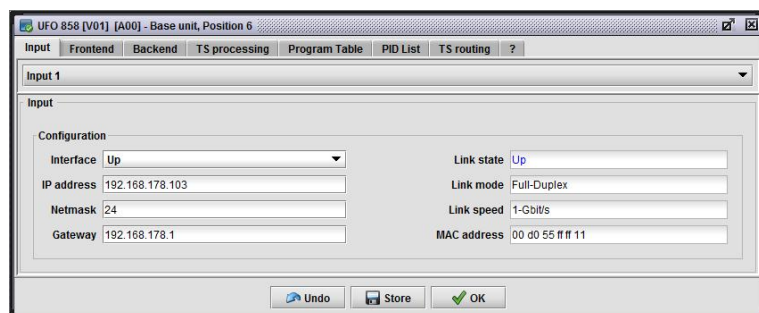 UFO 858 [V01] [A00] - Base unit, Position 6
Input Frontend Backend TS processing Program Table PID List TS routing ?
Input 1
Input
Configuration
Interface Up Link state Up
IP address 192.168.178.103 Link mode Full-Duplex
Netmask 24 Link speed 1-Gbit/s
Gateway 192.168.178.1 MAC address 00 d0 55 ff ff 11
Undo Store OK